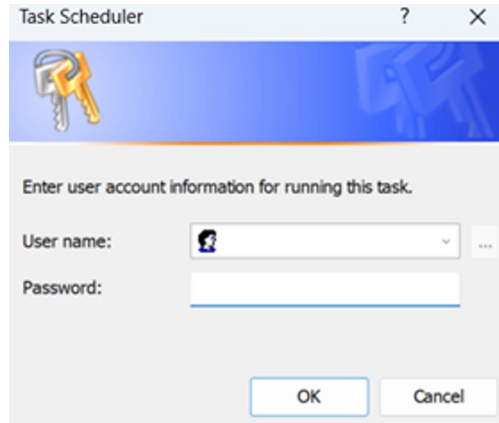 Task Scheduler ? X
Enter user account information for running this task.
User name:
...
Password:
OK Cancel